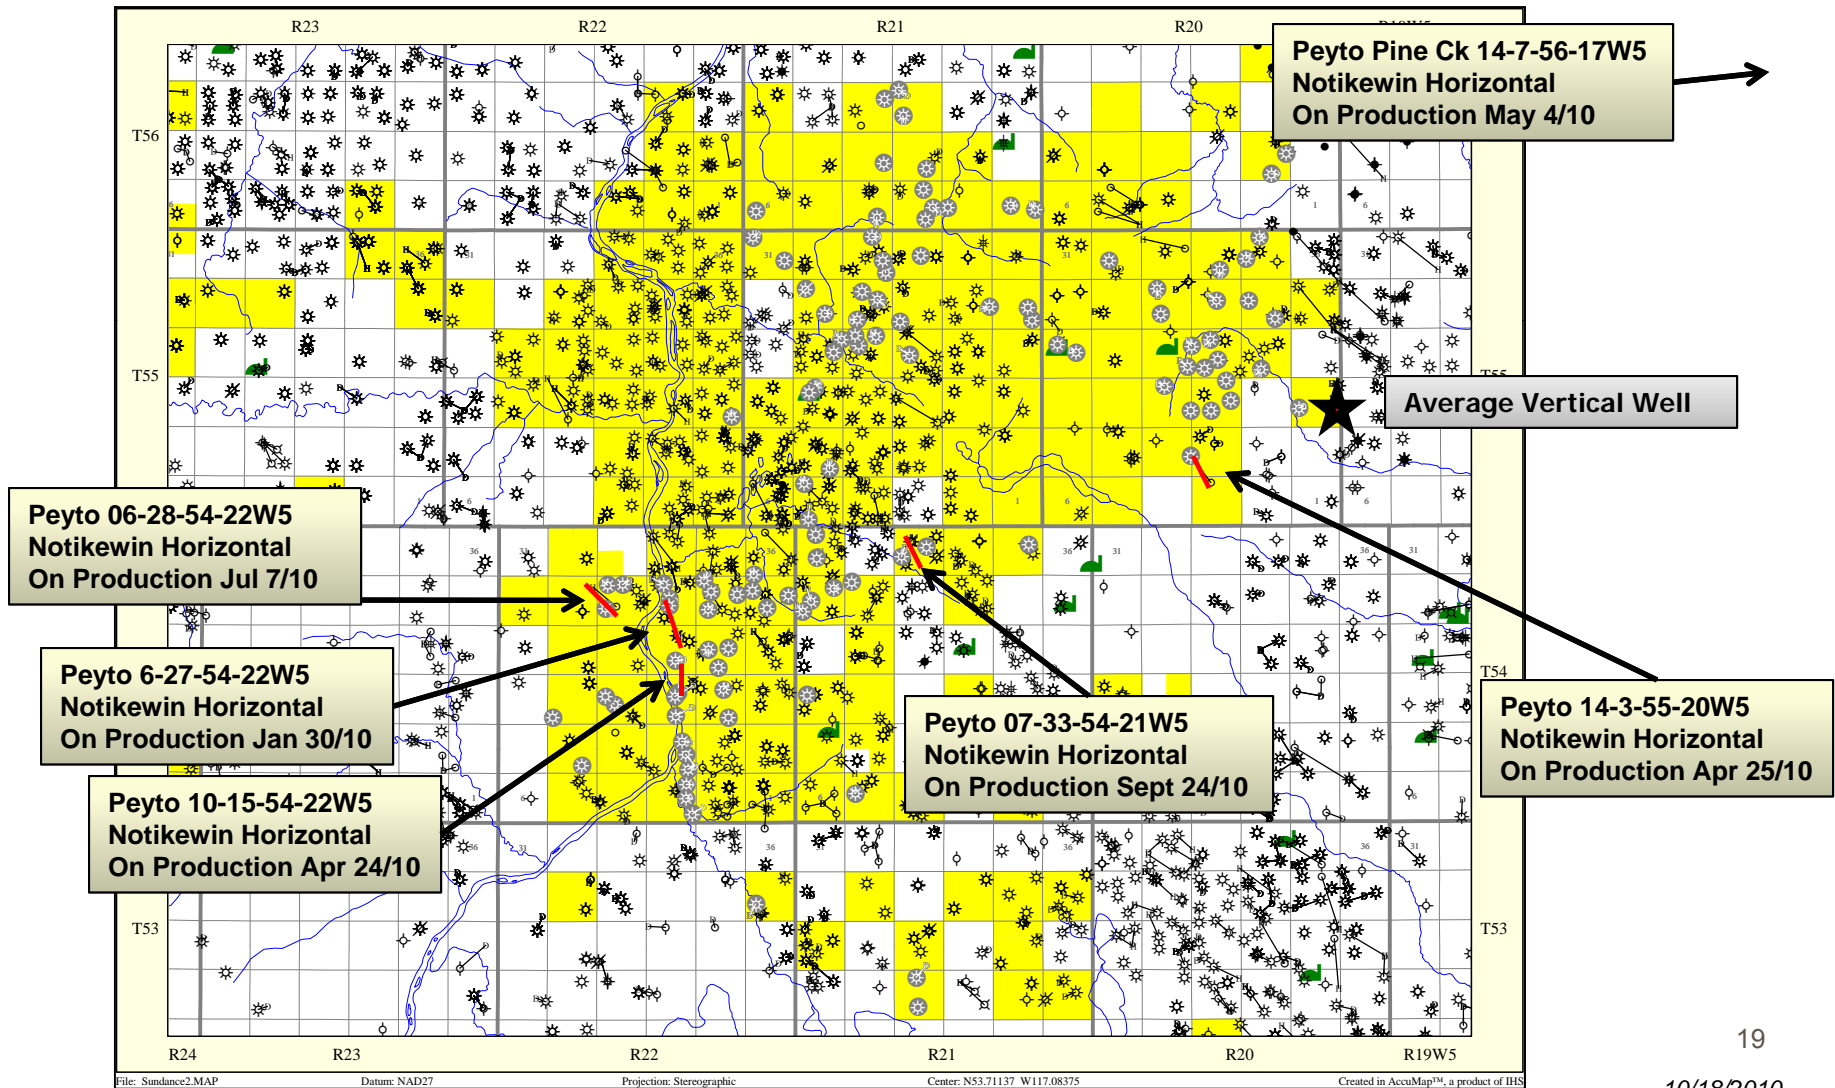 R23
R22
R21
R20
Peyto Pine Ck 14-7-56-17W5
Notikewin Horizontal
On Production May 4/10
T56
T55
Average Vertical Well
Peyto 06-28-54-22W5
Notikewin Horizontal
On Production Jul 7/10
Peyto 6-27-54-22W5
Notikewin Horizontal
On Production Jan 30/10
T54
Peyto 07-33-54-21W5
Notikewin Horizontal
On Production Sept 24/10
Peyto 14-3-55-20W5
Notikewin Horizontal
On Production Apr 25/10
Peyto 10-15-54-22W5
Notikewin Horizontal
On Production Apr 24/10
T53
T53
19
R24
R23
R22
R21
R20
R19W5
File: Sundance2.MAP
Datum: NAD27
Projection: Stereographic
Center: N53.71137 W117.08375
Created in AccuMap™, a product of IHS
10/18/2010